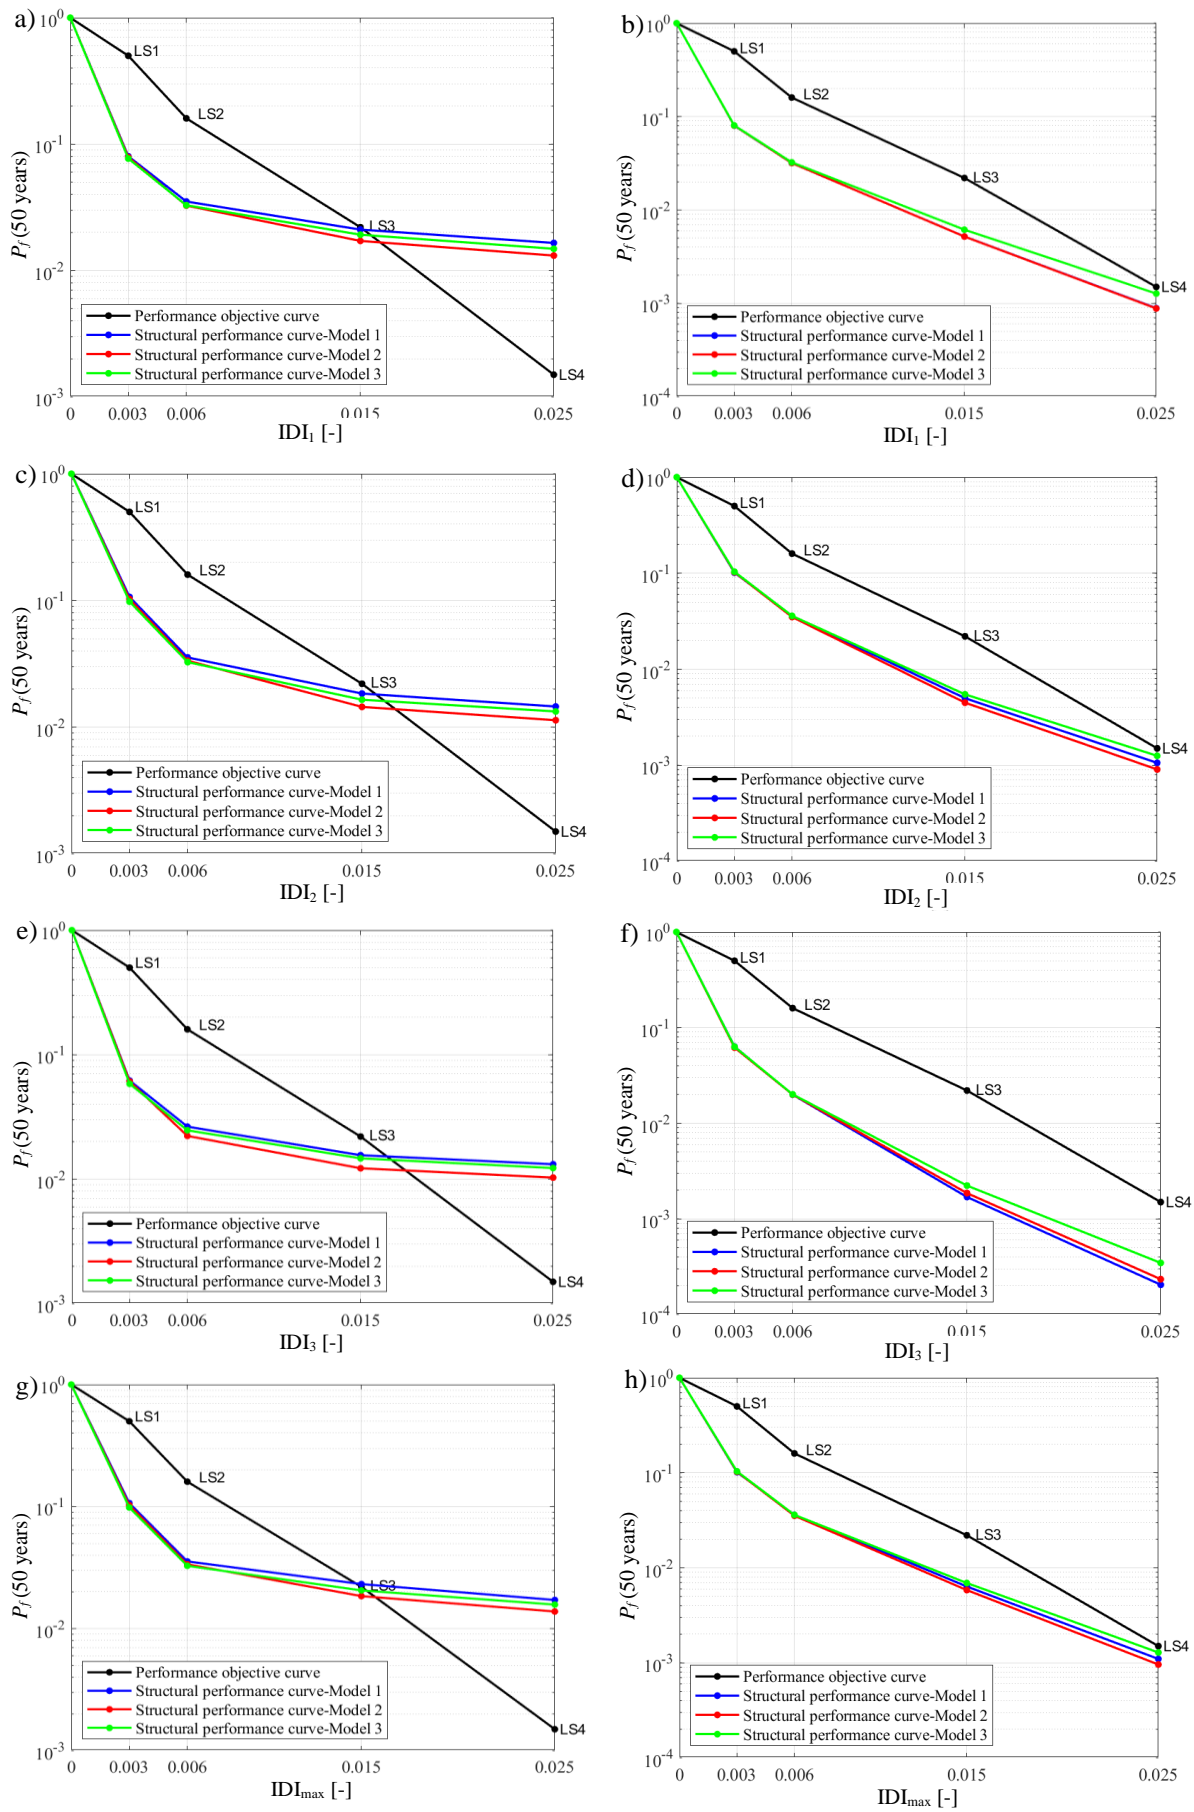 a)
10^0
LS1
LS2
10^-1
P_f (50 years)
LS3
10^-2
Performance objective curve
Structural performance curve-Model 1
Structural performance curve-Model 2
Structural performance curve-Model 3
LS4
10^-3
0 0.003 0.006 0.015 0.025
IDI_1 [-]
b)
10^0
LS1
LS2
10^-1
P_f (50 years)
LS3
10^-2
LS4
10^-3
Performance objective curve
Structural performance curve-Model 1
Structural performance curve-Model 2
Structural performance curve-Model 3
10^-4
0 0.003 0.006 0.015 0.025
IDI_1 [-]
c)
10^0
LS1
LS2
10^-1
P_f (50 years)
LS3
10^-2
Performance objective curve
Structural performance curve-Model 1
Structural performance curve-Model 2
Structural performance curve-Model 3
LS4
10^-3
0 0.003 0.006 0.015 0.025
IDI_2 [-]
d)
10^0
LS1
LS2
10^-1
P_f (50 years)
LS3
10^-2
LS4
10^-3
Performance objective curve
Structural performance curve-Model 1
Structural performance curve-Model 2
Structural performance curve-Model 3
10^-4
0 0.003 0.006 0.015 0.025
IDI_2 [-]
e)
10^0
LS1
LS2
10^-1
P_f (50 years)
LS3
10^-2
Performance objective curve
Structural performance curve-Model 1
Structural performance curve-Model 2
Structural performance curve-Model 3
LS4
10^-3
0 0.003 0.006 0.015 0.025
IDI_3 [-]
f)
10^0
LS1
LS2
10^-1
P_f (50 years)
LS3
10^-2
LS4
10^-3
Performance objective curve
Structural performance curve-Model 1
Structural performance curve-Model 2
Structural performance curve-Model 3
10^-4
0 0.003 0.006 0.015 0.025
IDI_3 [-]
g)
10^0
LS1
LS2
10^-1
P_f (50 years)
LS3
10^-2
Performance objective curve
Structural performance curve-Model 1
Structural performance curve-Model 2
Structural performance curve-Model 3
LS4
10^-3
0 0.003 0.006 0.015 0.025
IDI_max [-]
h)
10^0
LS1
LS2
10^-1
P_f (50 years)
LS3
10^-2
LS4
10^-3
Performance objective curve
Structural performance curve-Model 1
Structural performance curve-Model 2
Structural performance curve-Model 3
10^-4
0 0.003 0.006 0.015 0.025
IDI_max [-]